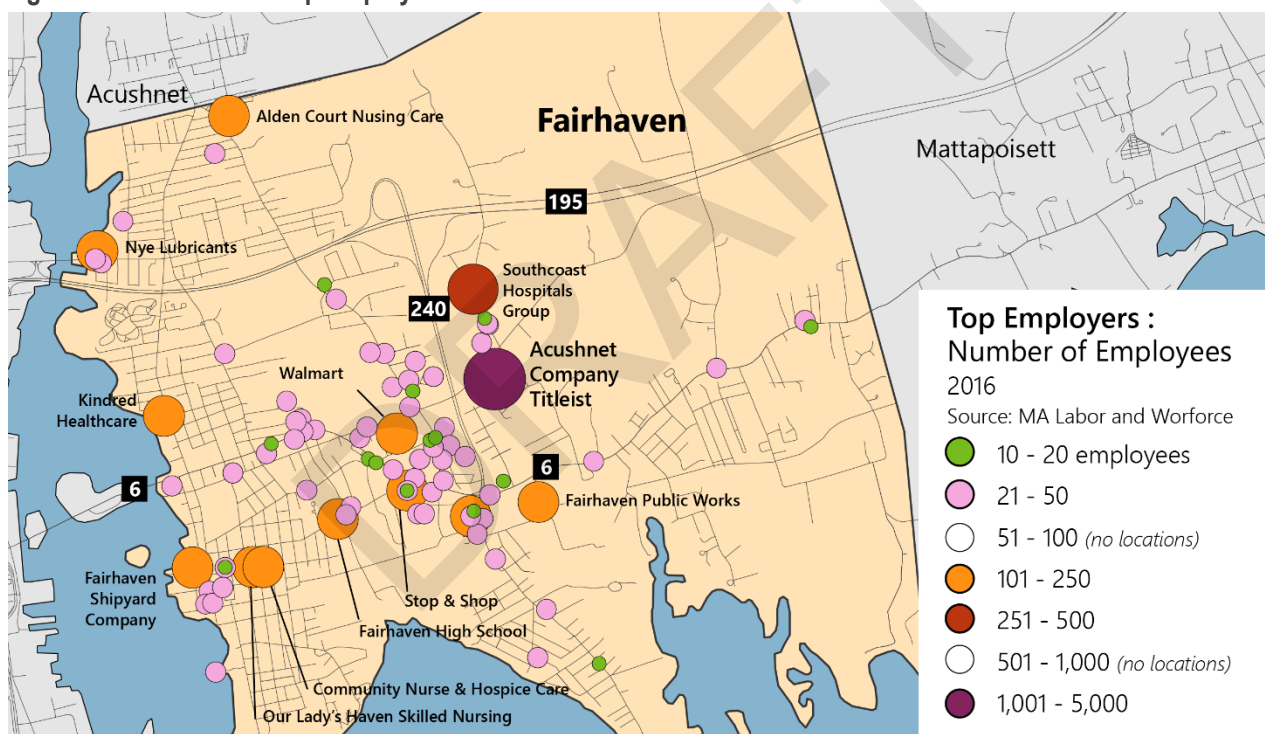 Acushnet
Alden Court Nusing Care
Fairhaven
Mattapoisett
195
Nye Lubricants
Southcoast
Hospitals
Group
240
Acushnet
Company
Titleist
Walmart
Kindred
Healthcare
6
6
Fairhaven Public Works
Fairhaven
Shipyard
Company
Stop & Shop
Fairhaven High School
Community Nurse & Hospice Care
Our Lady's Haven Skilled Nursing
Top Employers :
Number of Employees
2016
Source: MA Labor and Worforce
10 - 20 employees
21 - 50
51 - 100 (no locations)
101 - 250
251 - 500
501 - 1,000 (no locations)
1,001 - 5,000
DRAFT